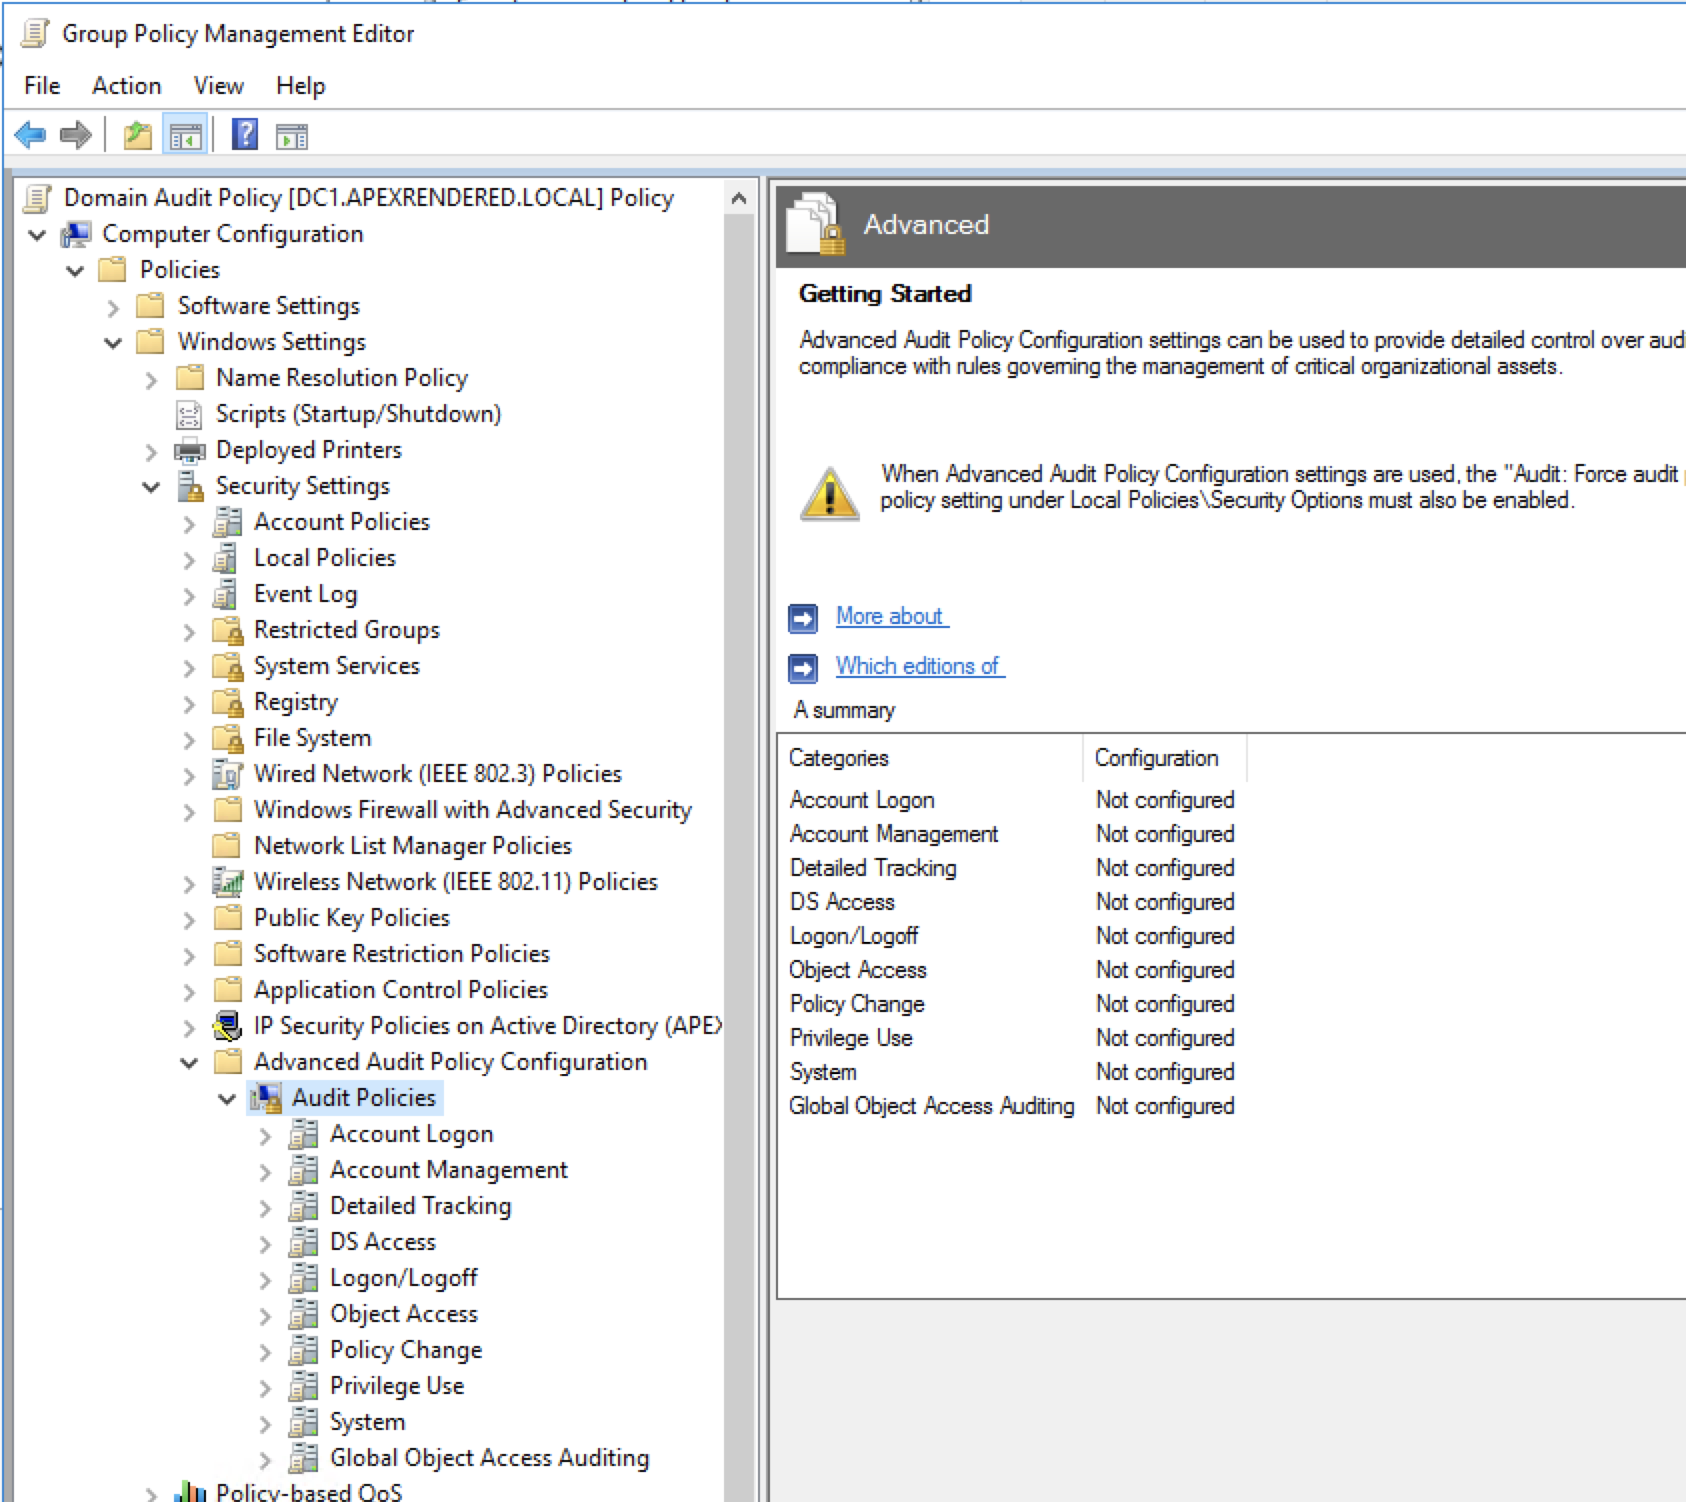 Group Policy Management Editor
File Action View Help
Domain Audit Policy [DC1.APEXRENDERED.LOCAL] Policy
Computer Configuration
Policies
Software Settings
Windows Settings
Name Resolution Policy
Scripts (Startup/Shutdown)
Deployed Printers
Security Settings
Account Policies
Local Policies
Event Log
Restricted Groups
System Services
Registry
File System
Wired Network (IEEE 802.3) Policies
Windows Firewall with Advanced Security
Network List Manager Policies
Wireless Network (IEEE 802.11) Policies
Public Key Policies
Software Restriction Policies
Application Control Policies
IP Security Policies on Active Directory (APEX
Advanced Audit Policy Configuration
Audit Policies
Account Logon
Account Management
Detailed Tracking
DS Access
Logon/Logoff
Object Access
Policy Change
Privilege Use
System
Global Object Access Auditing
Policy-based QoS
Advanced
Getting Started
Advanced Audit Policy Configuration settings can be used to provide detailed control over audi
compliance with rules governing the management of critical organizational assets.
When Advanced Audit Policy Configuration settings are used, the "Audit: Force audit
policy setting under Local Policies\Security Options must also be enabled.
More about
Which editions of
A summary
Categories Configuration
Account Logon Not configured
Account Management Not configured
Detailed Tracking Not configured
DS Access Not configured
Logon/Logoff Not configured
Object Access Not configured
Policy Change Not configured
Privilege Use Not configured
System Not configured
Global Object Access Auditing Not configured